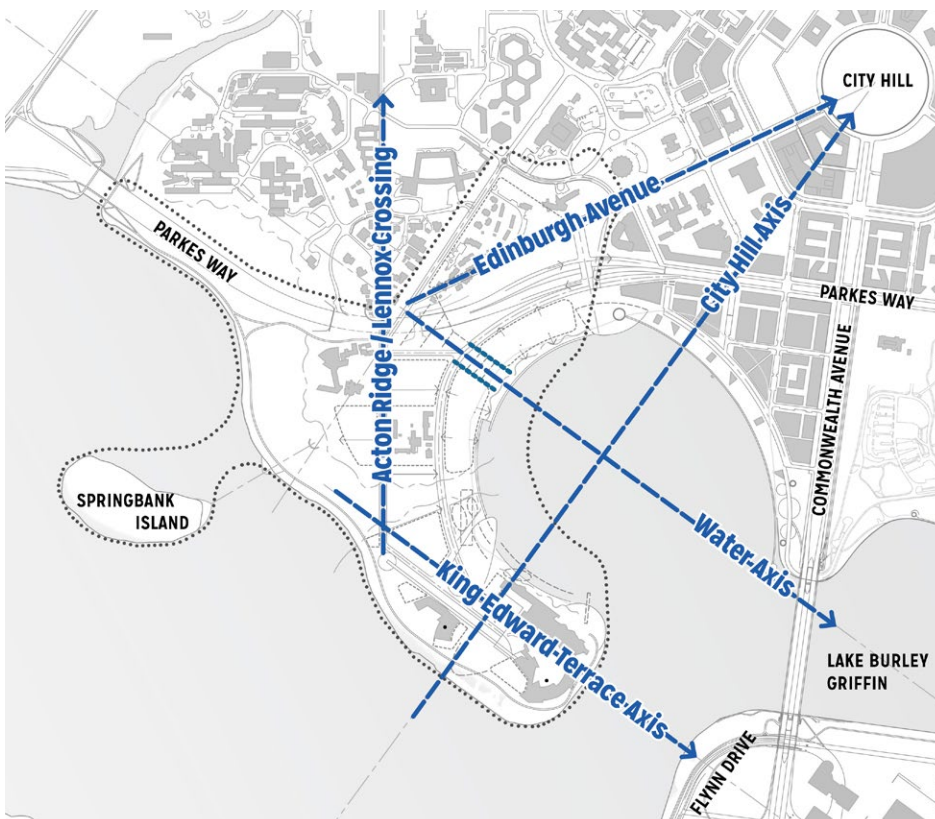 CITY HILL
Acton Ridge / Lennox Crossing
Edinburgh Avenue
City Hill Axis
PARKES WAY
PARKES WAY
COMMONWEALTH AVENUE
SPRINGBANK
ISLAND
Water Axis
King Edward Terrace Axis
LAKE BURLEY
GRIFFIN
FLYNN DRIVE